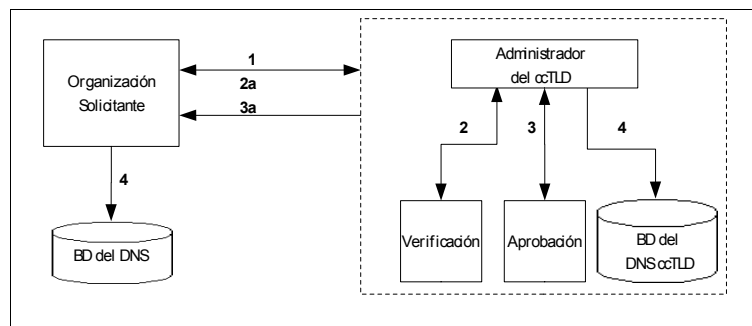 Organización
Solicitante
1
2a
3a
4
BD del DNS
Administrador
del ccTLD
2
3
4
Verificación
Aprobación
BD del
DNS ccTLD